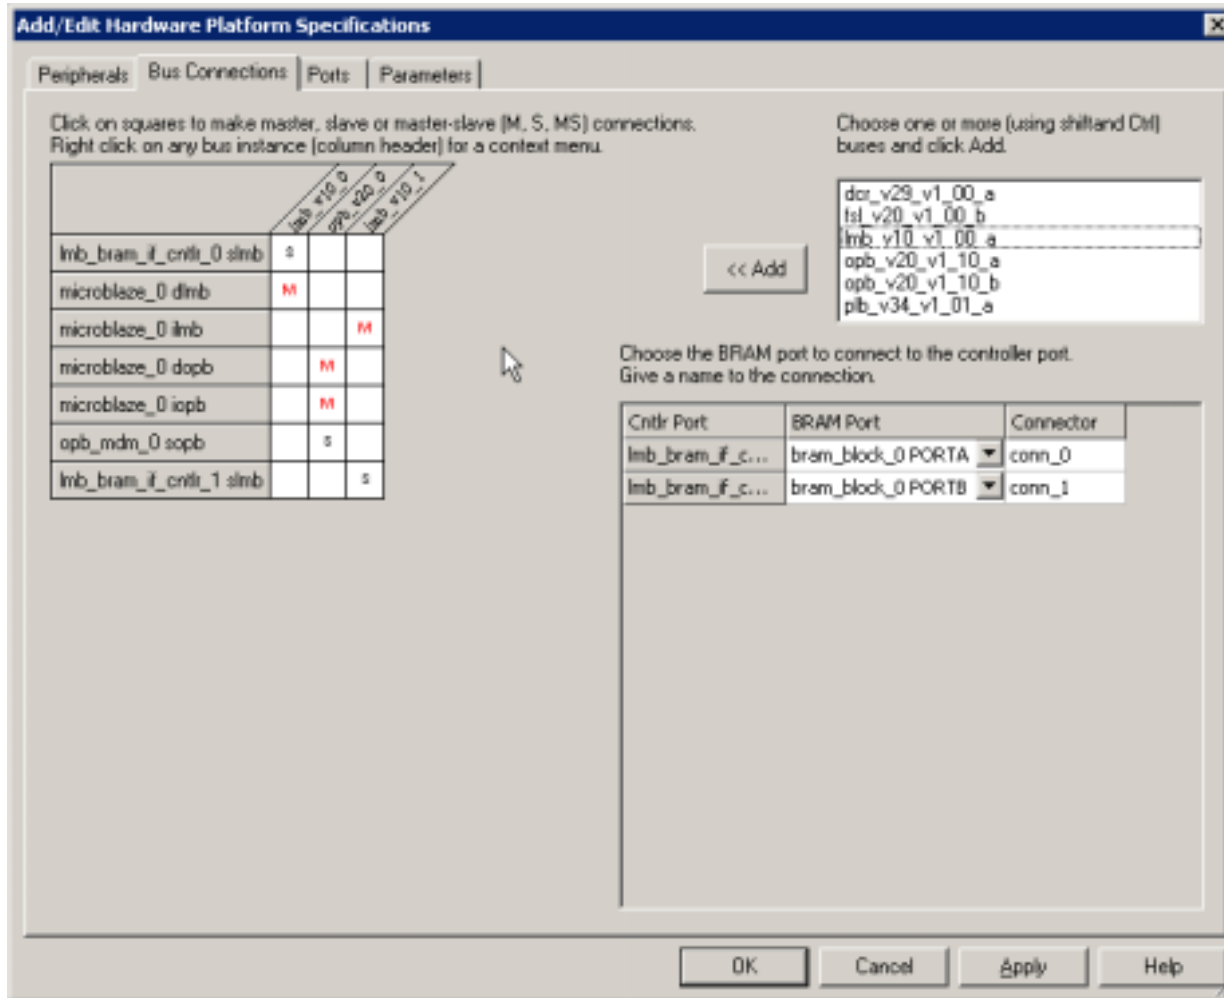 Add/Edit Hardware Platform Specifications
Peripherals Bus Connections Ports Parameters
Click on squares to make master, slave or master-slave (M, S, MS) connections.
Right click on any bus instance (column header) for a context menu.
Choose one or more (using shiftand Ctrl)
buses and click Add.
lmb_v10_0
opb_v20_0
lmb_v10_1
lmb_bram_if_cntlr_0 slmb S
microblaze_0 dlmb M
microblaze_0 ilmb M
microblaze_0 dopb M
microblaze_0 iopb M
opb_mdm_0 sopb S
lmb_bram_if_cntlr_1 slmb S
<< Add
dcr_v29_v1_00_a
fsl_v20_v1_00_b
lmb_v10_v1_00_a
opb_v20_v1_10_a
opb_v20_v1_10_b
plb_v34_v1_01_a
Choose the BRAM port to connect to the controller port.
Give a name to the connection.
Cntlr Port BRAM Port Connector
lmb_bram_if_c... bram_block_0 PORTA conn_0
lmb_bram_if_c... bram_block_0 PORTB conn_1
OK Cancel Apply Help